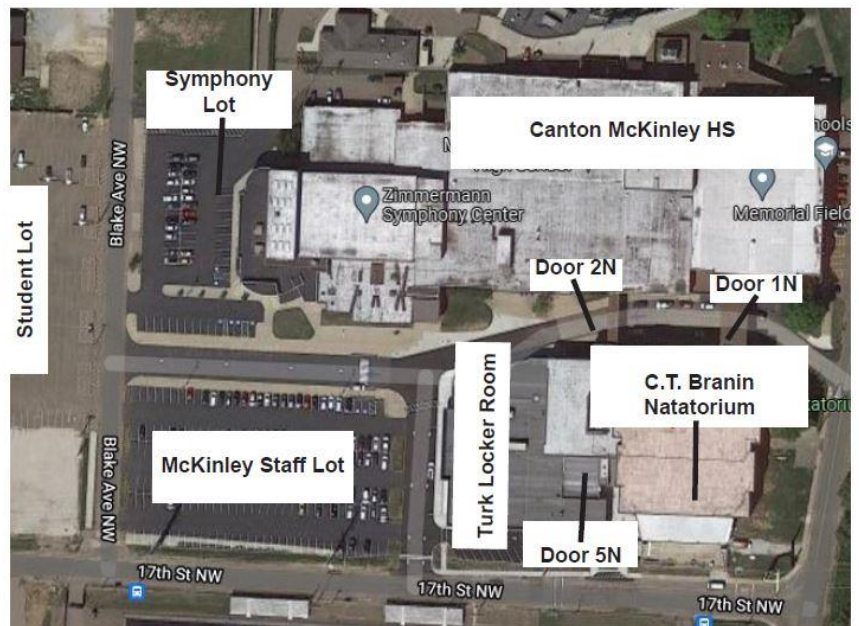 Symphony
Lot
Canton McKinley HS
hools
Zimmermann
Symphony Center
Memorial Field
Blake Ave NW
Student Lot
Door 2N
Door 1N
C.T. Branin
Natatorium
Turk Locker Room
McKinley Staff Lot
Blake Ave NW
Door 5N
17th St NW
17th St NW
17th St NW